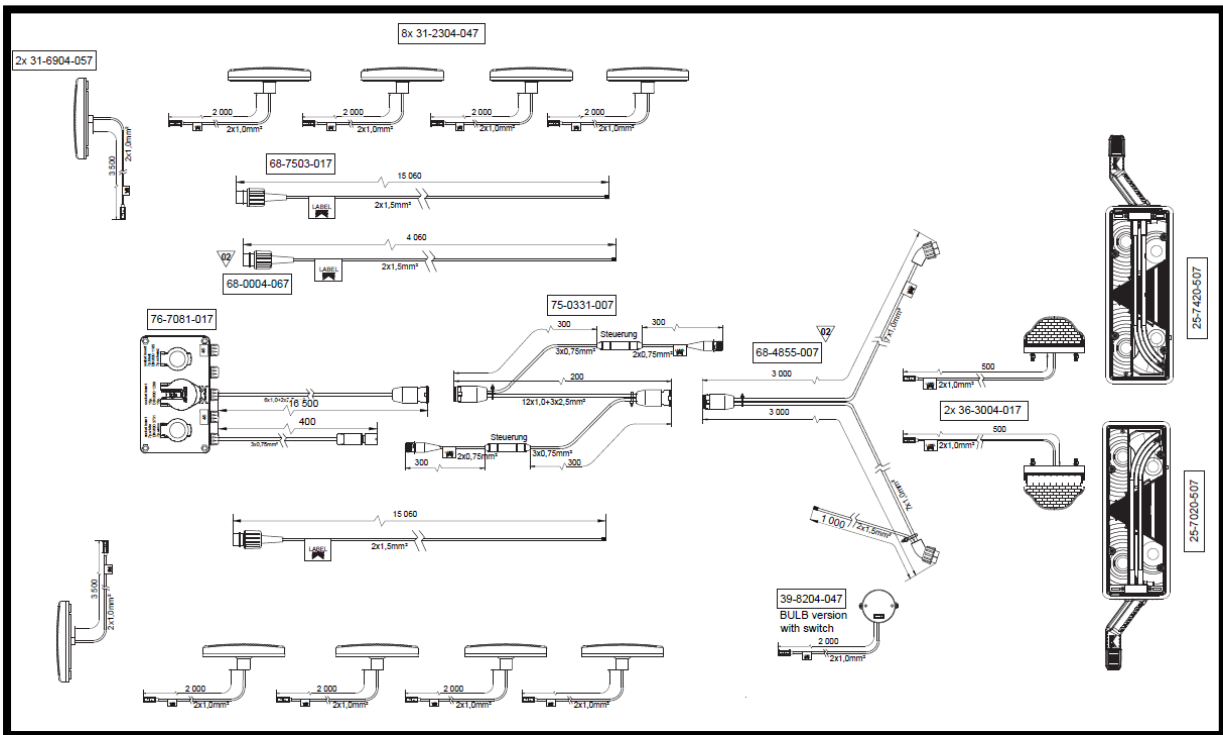 8x 31-2304-047
2x 31-6904-057
2 000
2x1,0mm²
2 000
2x1,0mm²
2 000
2x1,0mm²
2 000
2x1,0mm²
3 500
2x1,0mm²
68-7503-017
15 060
LABEL
2x1,5mm²
02
4 060
LABEL
2x1,5mm²
68-0004-067
76-7081-017
75-0331-007
300
Steuerung
300
3x0,75mm²
2x0,75mm²
02
68-4855-007
200
12x1,0+3x2,5mm²
16 500
400
3x0,75mm²
Steuerung
2x0,75mm²
3x0,75mm²
300
300
3 000
3 000
7x1,0mm²
7x1,0mm²
1 000
2x1,5mm²
500
2x1,0mm²
2x 36-3004-017
500
2x1,0mm²
25-7420-507
25-7020-507
15 060
LABEL
2x1,5mm²
3 500
2x1,0mm²
39-8204-047
BULB version
with switch
2 000
2x1,0mm²
2 000
2x1,0mm²
2 000
2x1,0mm²
2 000
2x1,0mm²
2 000
2x1,0mm²